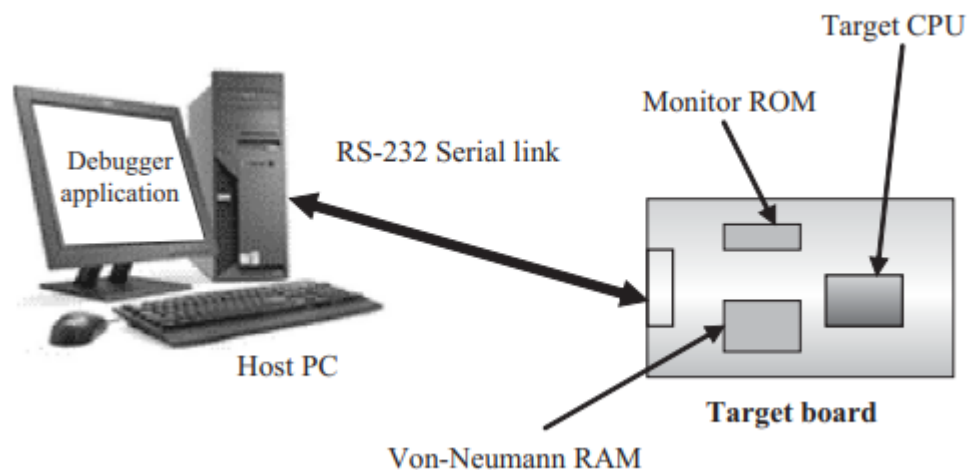 Target CPU
Monitor ROM
RS-232 Serial link
Debugger
application
Host PC
Target board
Von-Neumann RAM